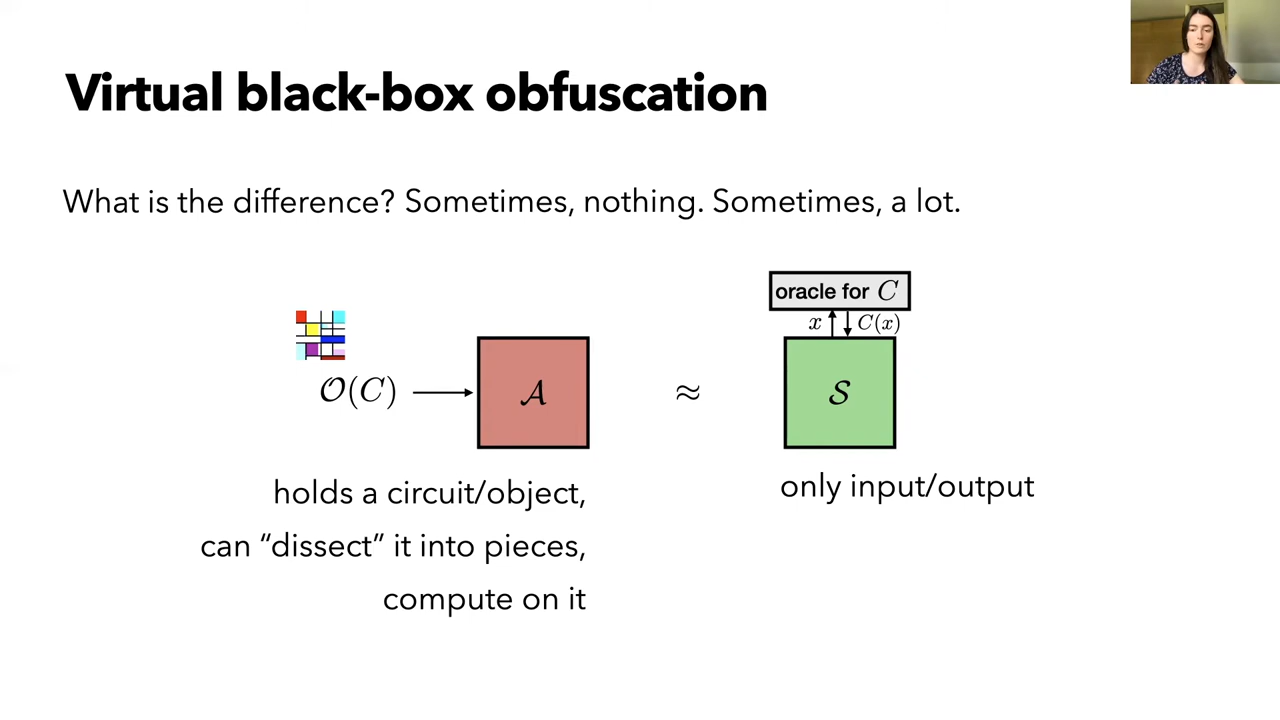 Virtual black-box obfuscation
What is the difference? Sometimes, nothing. Sometimes, a lot.
oracle for C
x C(x)
𝒪(C) 𝒜 ≈ 𝒮
holds a circuit/object,
can “dissect” it into pieces,
compute on it
only input/output